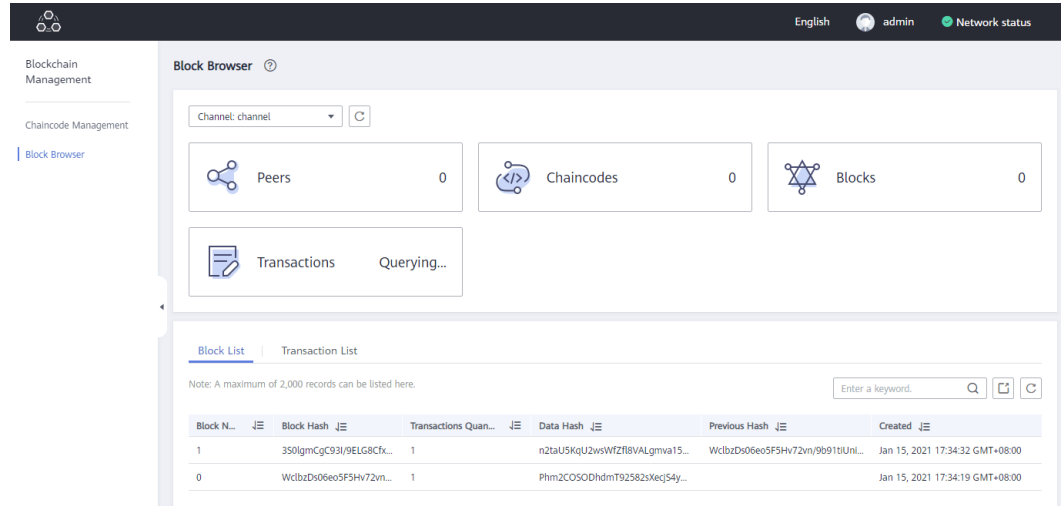 English admin Network status
Blockchain
Management
Block Browser
Chaincode Management
Block Browser
Channel: channel
Peers 0
Chaincodes 0
Blocks 0
Transactions Querying...
Block List Transaction List
Note: A maximum of 2,000 records can be listed here.
Enter a keyword.
Block N... Block Hash Transactions Quan... Data Hash Previous Hash Created
1 3S0lgmCgC93I/9ELG8Cfx... 1 n2taU5KqU2wsWfZfl8VALgmva15... WclbzDs06eo5F5Hv72vn/9b91tiUni... Jan 15, 2021 17:34:32 GMT+08:00
0 WclbzDs06eo5F5Hv72vn... 1 Phm2COSODhdmT92582sXecJS4y... Jan 15, 2021 17:34:19 GMT+08:00